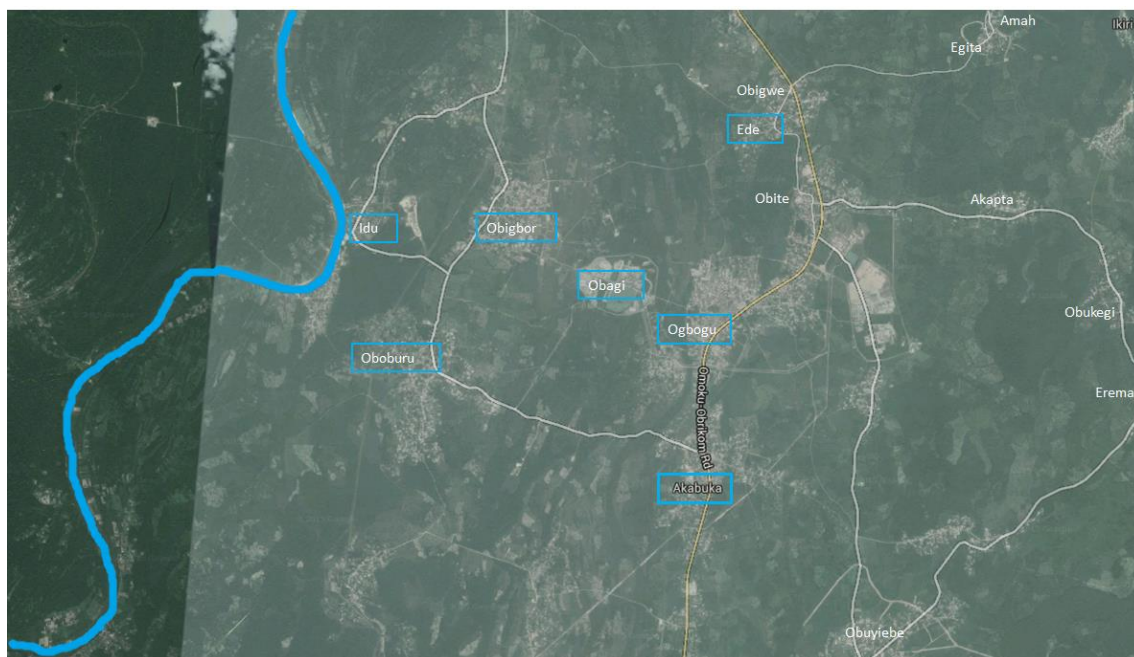 Amah
Ikiri
Egita
Obigwe
Ede
Obite
Akapta
Idu
Obigbor
Obagi
Obukegi
Ogbogu
Oboburu
Omoku-Obrikom Rd
Erema
Akabuka
Obuyiebe